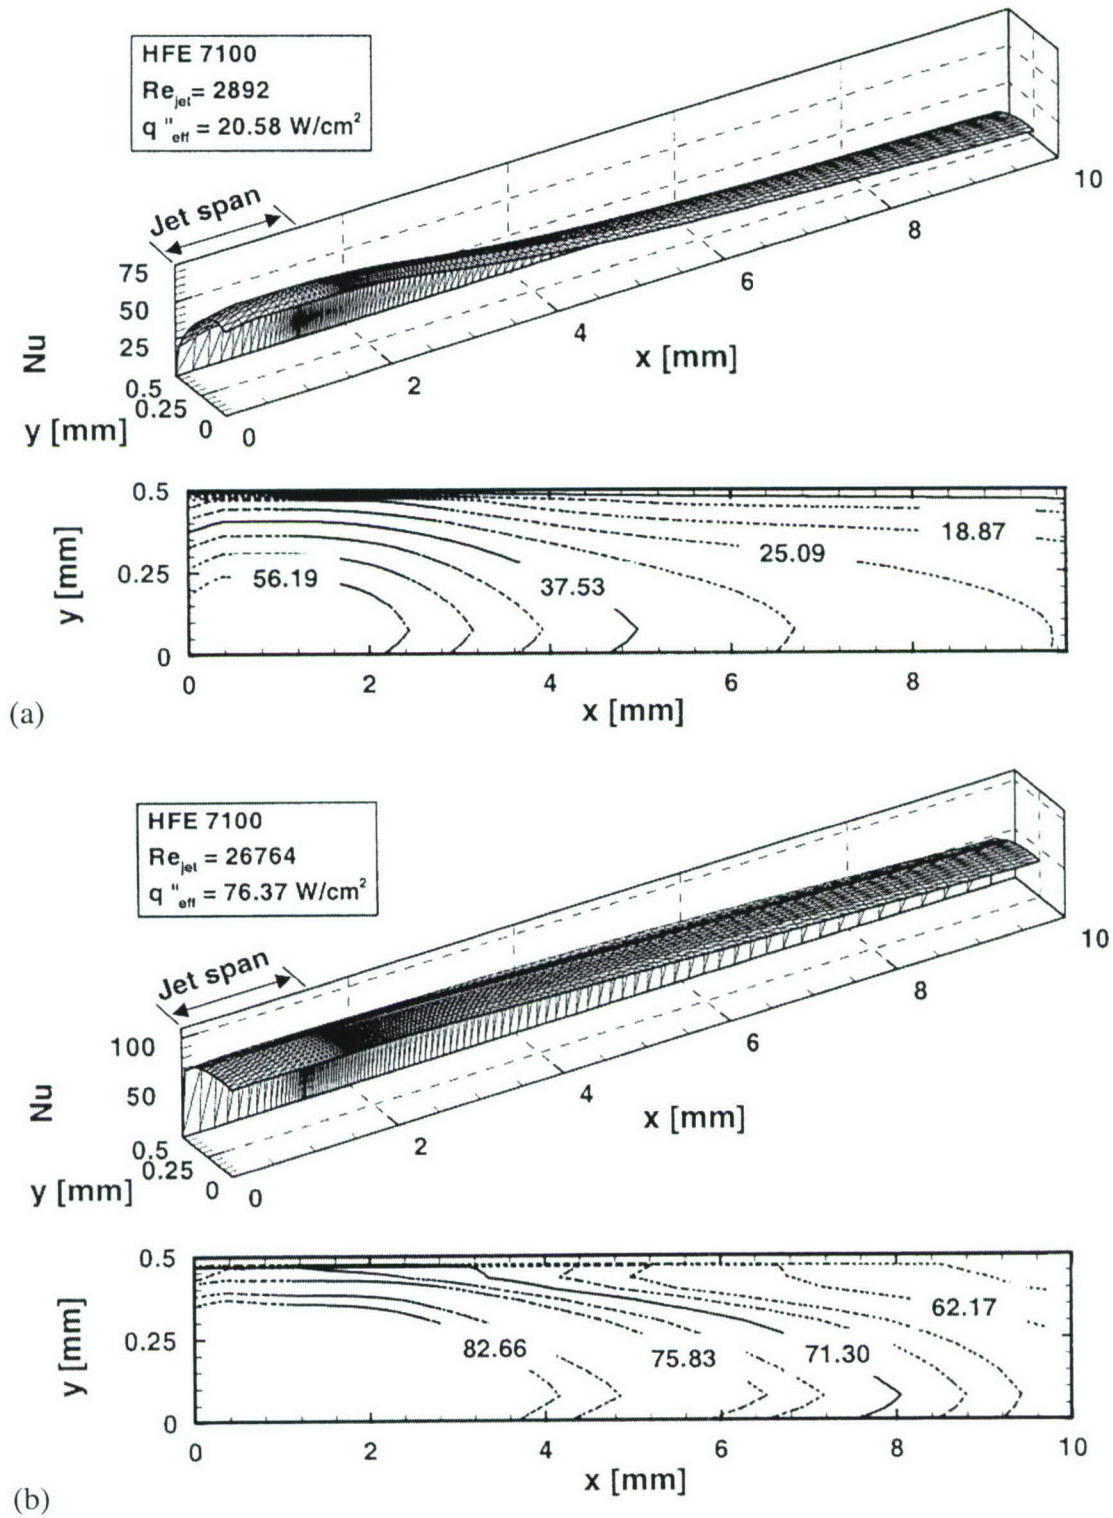 HFE 7100
Re_jet = 2892
q"_eff = 20.58 W/cm²
Jet span
75
50
25
Nu
0.5
0.25
0
y [mm]
0
2
4
6
8
10
x [mm]
0.5
0.25
0
y [mm]
56.19
37.53
25.09
18.87
0
2
4
6
8
x [mm]
(a)
HFE 7100
Re_jet = 26764
q"_eff = 76.37 W/cm²
Jet span
100
50
Nu
0.5
0.25
0
y [mm]
0
2
4
6
8
10
x [mm]
0.5
0.25
0
y [mm]
82.66
75.83
71.30
62.17
0
2
4
6
8
10
x [mm]
(b)